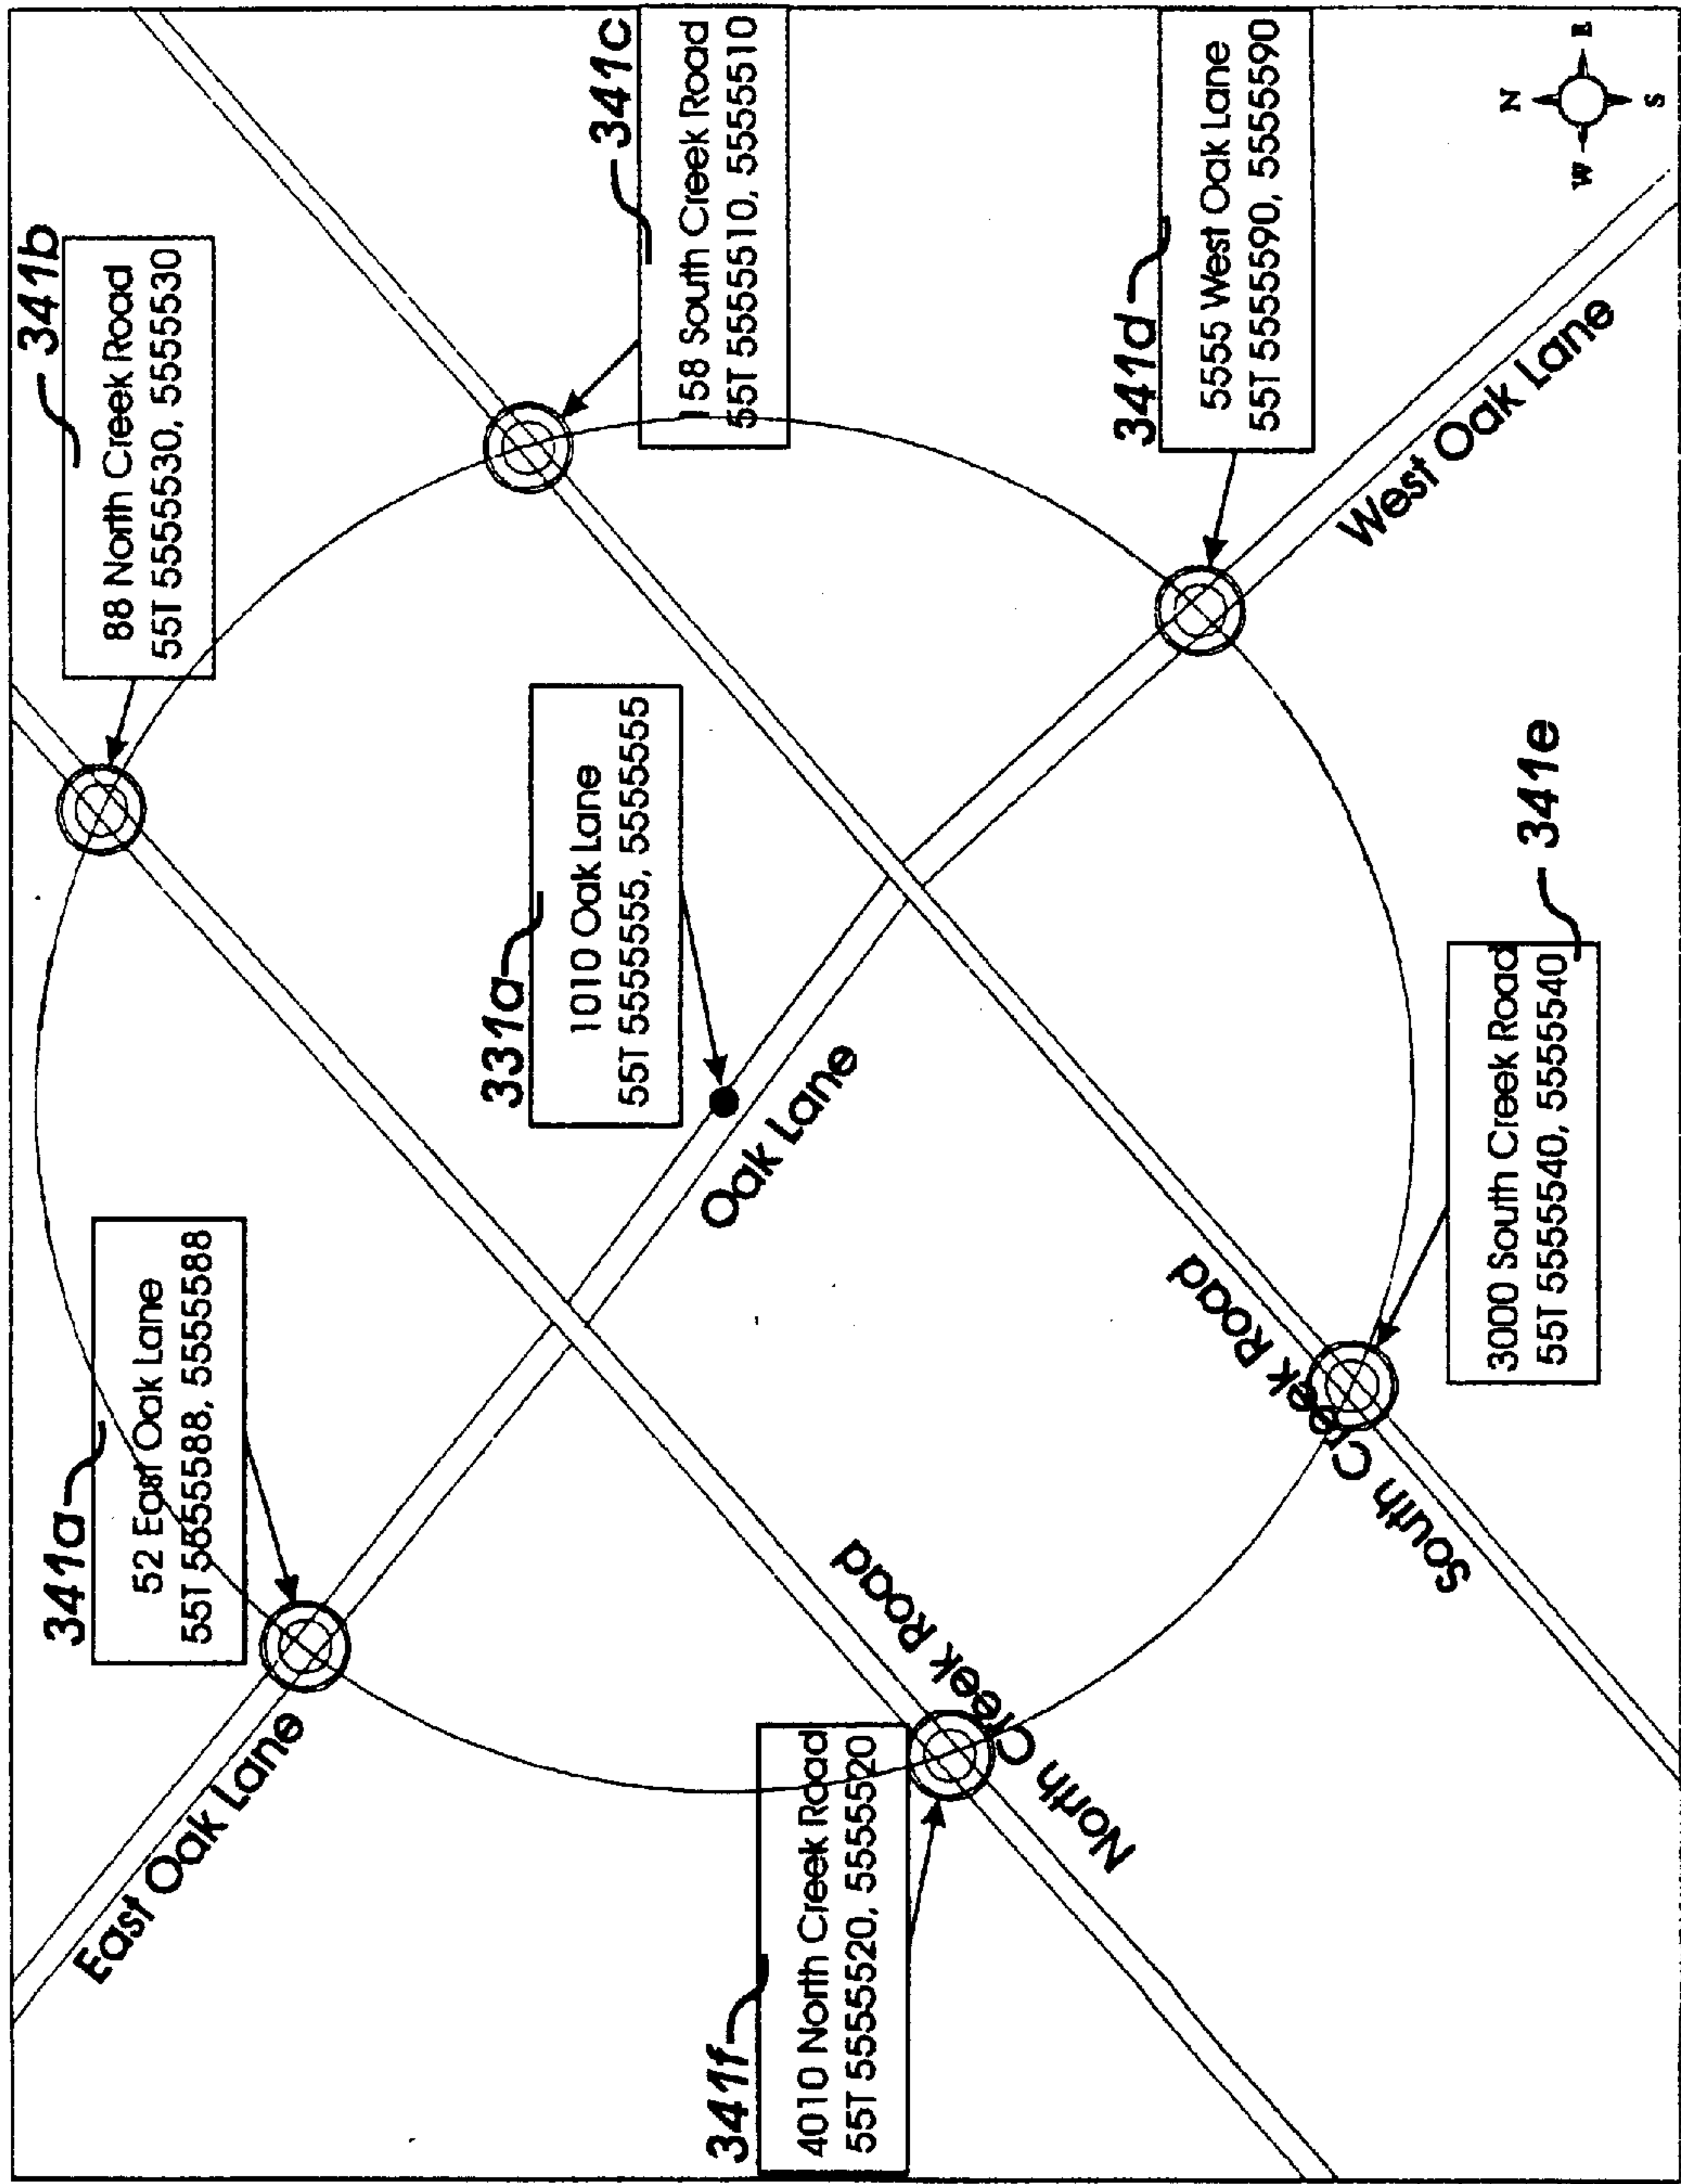 341a
52 East Oak Lane
55T 5555588, 5555588
341b
88 North Creek Road
55T 5555530, 5555530
East Oak Lane
331a
1010 Oak Lane
55T 5555555, 5555555
341c
158 South Creek Road
55T 5555510, 5555510
Oak Lane
341f
4010 North Creek Road
55T 5555520, 5555520
North Creek Road
341d
5555 West Oak Lane
55T 5555590, 5555590
South Creek Road
West Oak Lane
3000 South Creek Road
55T 5555540, 5555540
341e
N
W E
S